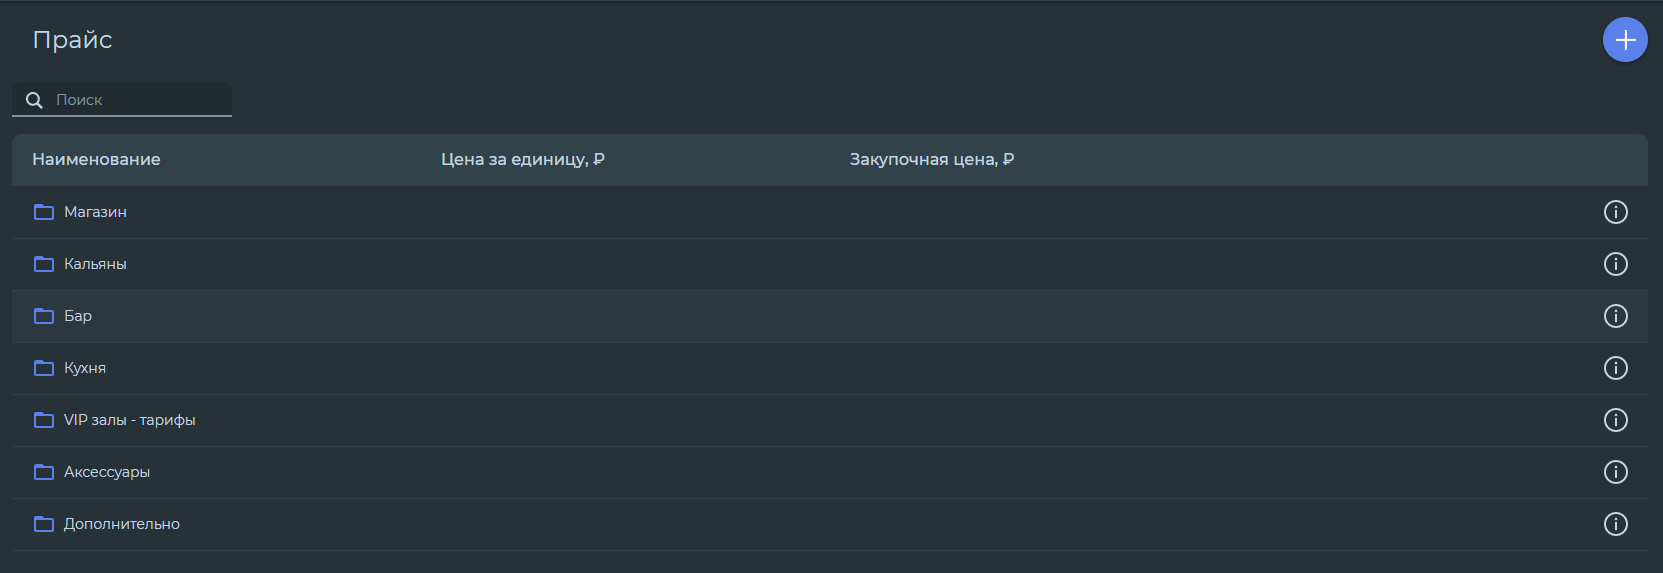 Прайс
Поиск
Наименование Цена за единицу, ₽ Закупочная цена, ₽
Магазин
Кальяны
Бар
Кухня
VIP залы - тарифы
Аксессуары
Дополнительно